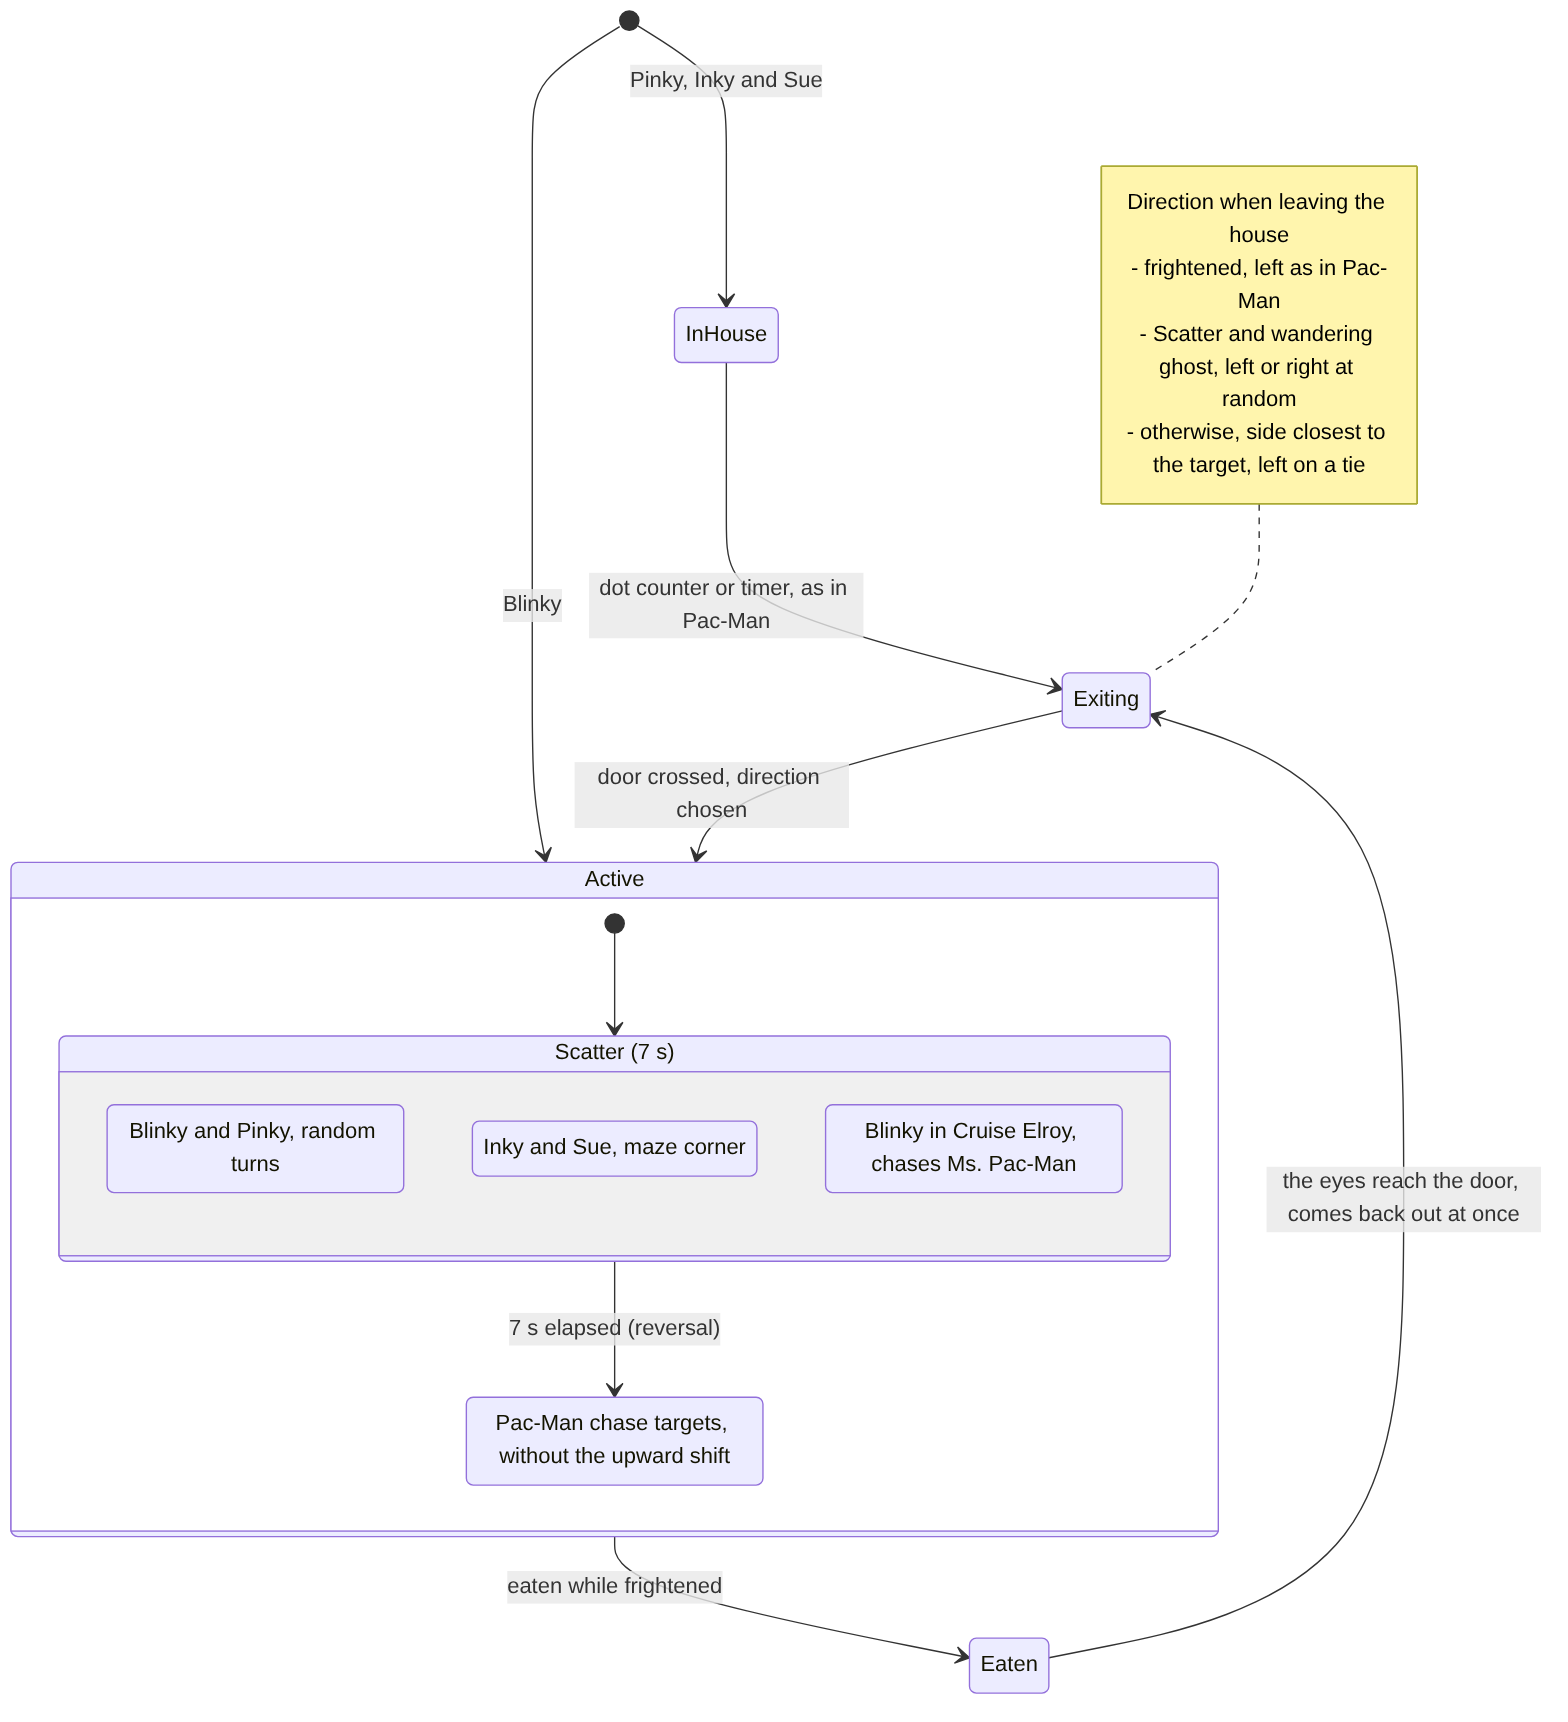 Pinky, Inky and Sue
Direction when leaving the
house
- frightened, left as in Pac-
Man
- Scatter and wandering
ghost, left or right at
random
- otherwise, side closest to
the target, left on a tie
InHouse
Blinky
dot counter or timer, as in
Pac-Man
Exiting
door crossed, direction
chosen
Active
Scatter (7 s)
Blinky and Pinky, random
turns
Inky and Sue, maze corner
Blinky in Cruise Elroy,
chases Ms. Pac-Man
the eyes reach the door,
comes back out at once
7 s elapsed (reversal)
Pac-Man chase targets,
without the upward shift
eaten while frightened
Eaten